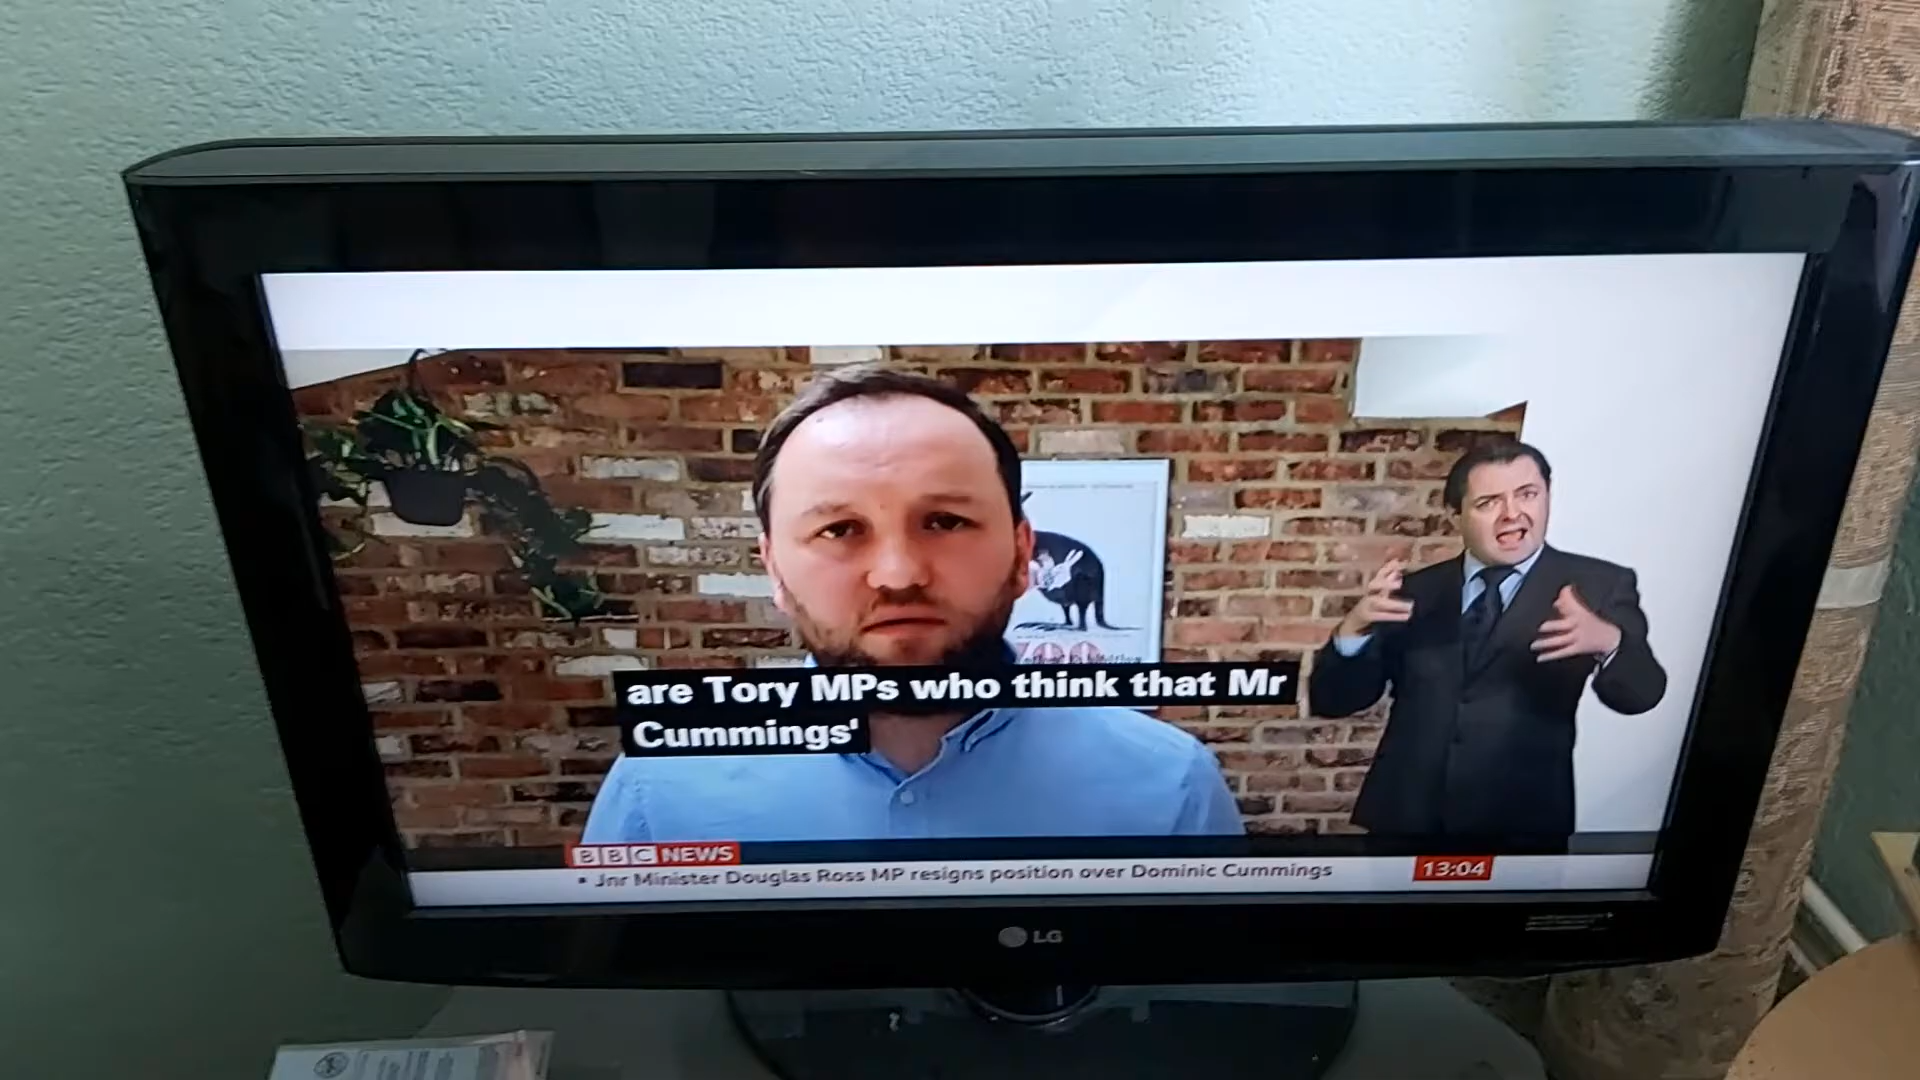 are Tory MPs who think that Mr
Cummings'
BBC NEWS
• Jnr Minister Douglas Ross MP resigns position over Dominic Cummings
13:04
LG